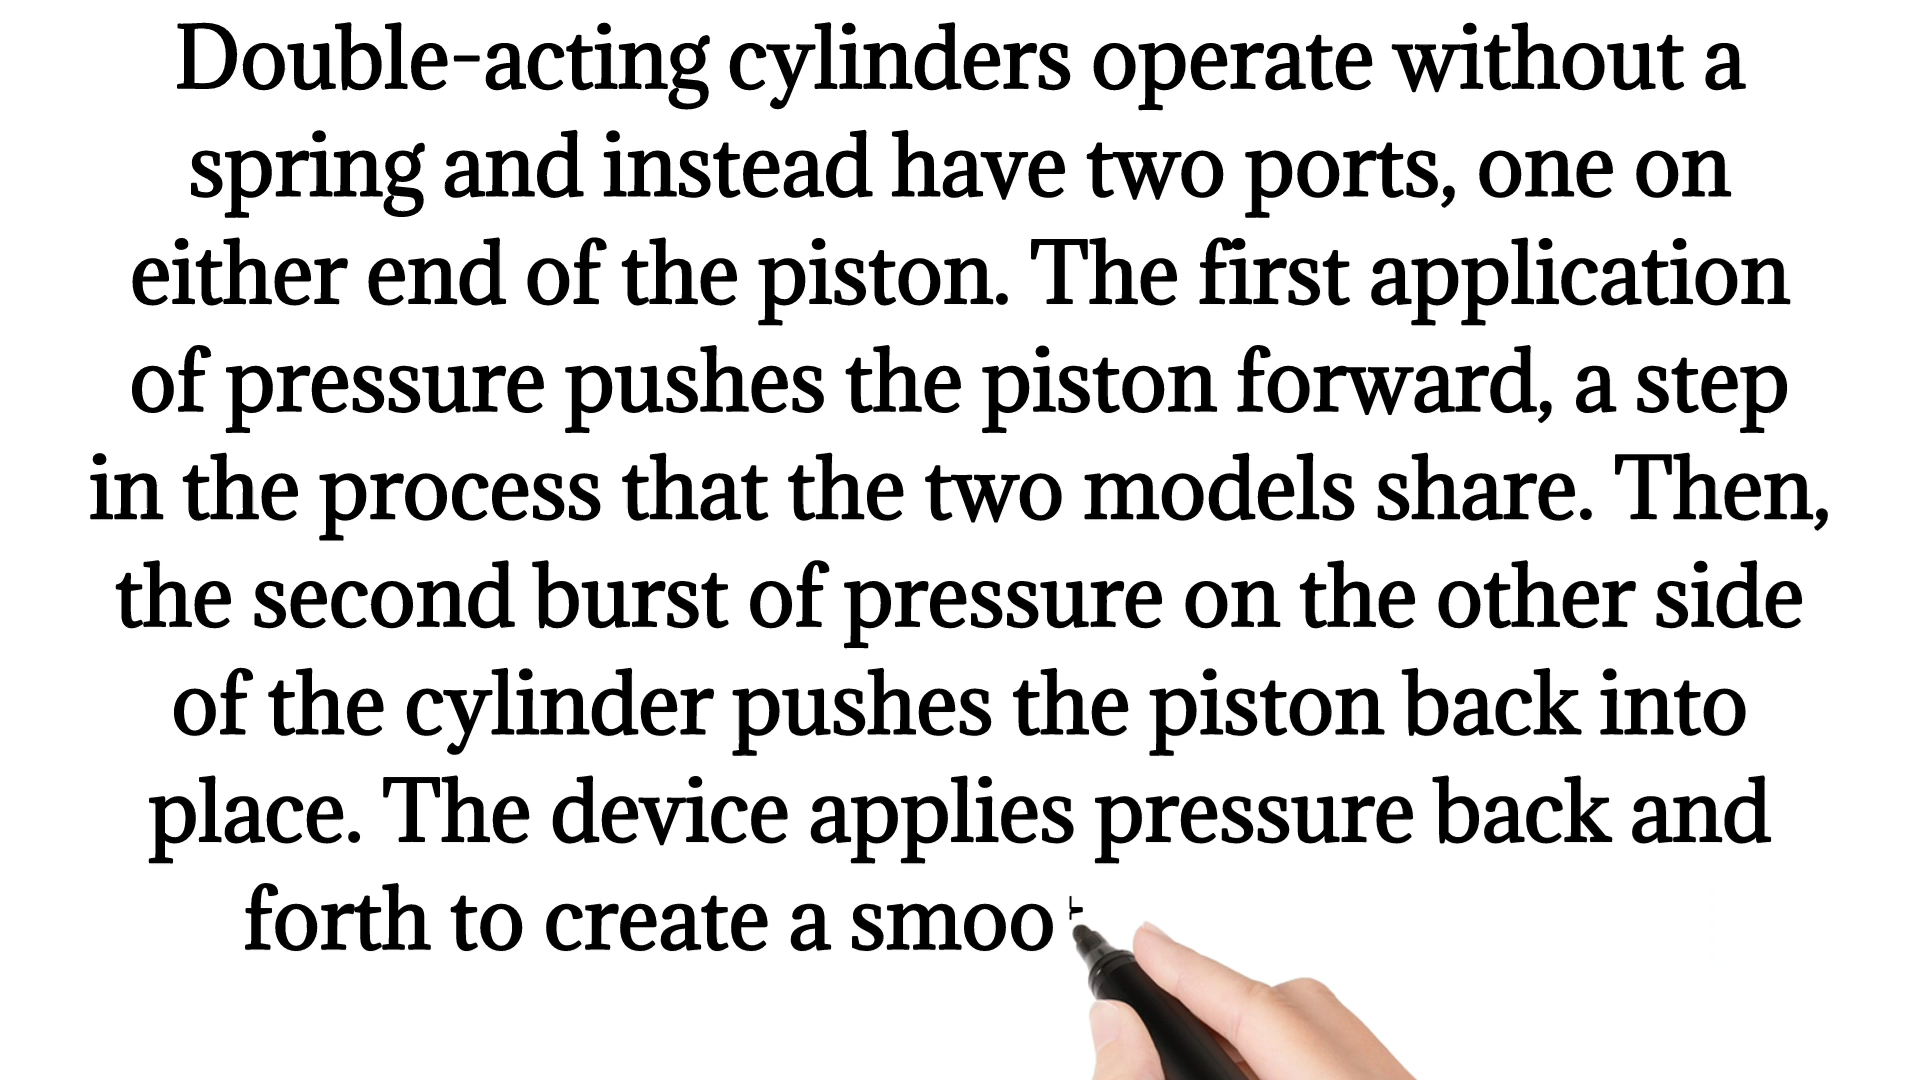 Double-acting cylinders operate without a
spring and instead have two ports, one on
either end of the piston. The first application
of pressure pushes the piston forward, a step
in the process that the two models share. Then,
the second burst of pressure on the other side
of the cylinder pushes the piston back into
place. The device applies pressure back and
forth to create a smoo